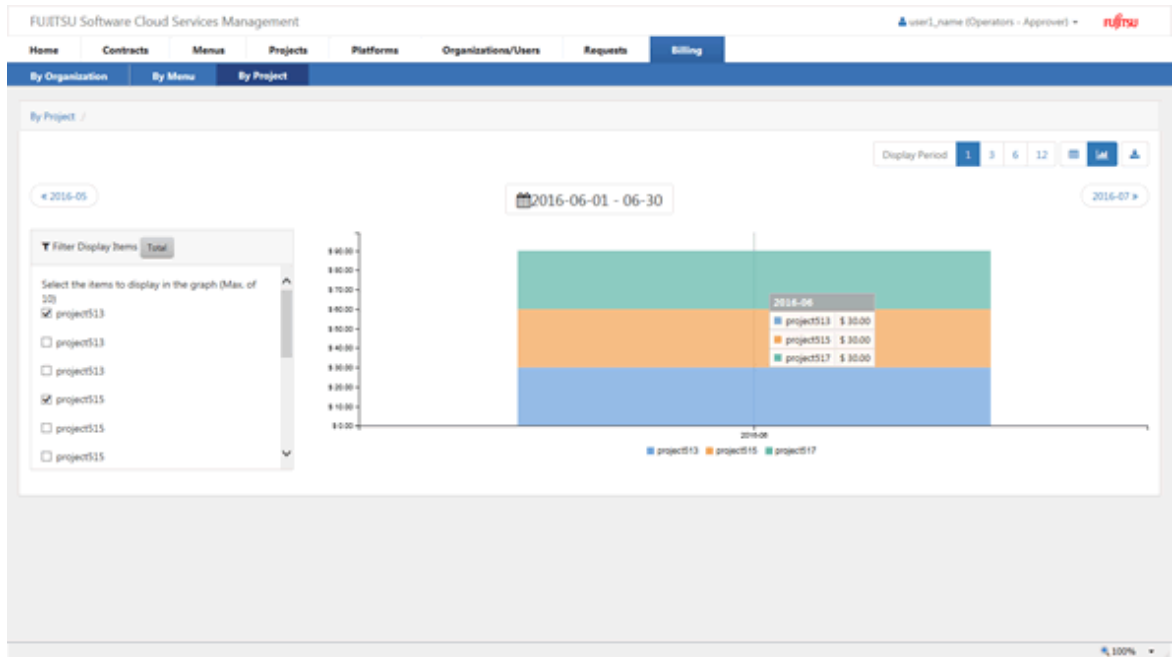 FUJITSU Software Cloud Services Management user1_name (Operators - Approver) FUJITSU
Home Contracts Menus Projects Platforms Organizations/Users Requests Billing
By Organization By Menu By Project
By Project /
Display Period 1 3 6 12
« 2016-05 2016-06-01 - 06-30 2016-07 »
Filter Display Items Total
Select the items to display in the graph (Max. of
10)
project513
project513
project513
project515
project515
project515
$ 90.00
$ 80.00
$ 70.00
$ 60.00
$ 50.00
$ 40.00
$ 30.00
$ 20.00
$ 10.00
$ 0.00
2016-06
project513 $ 30.00
project515 $ 30.00
project517 $ 30.00
2016-06
project513 project515 project517
100%